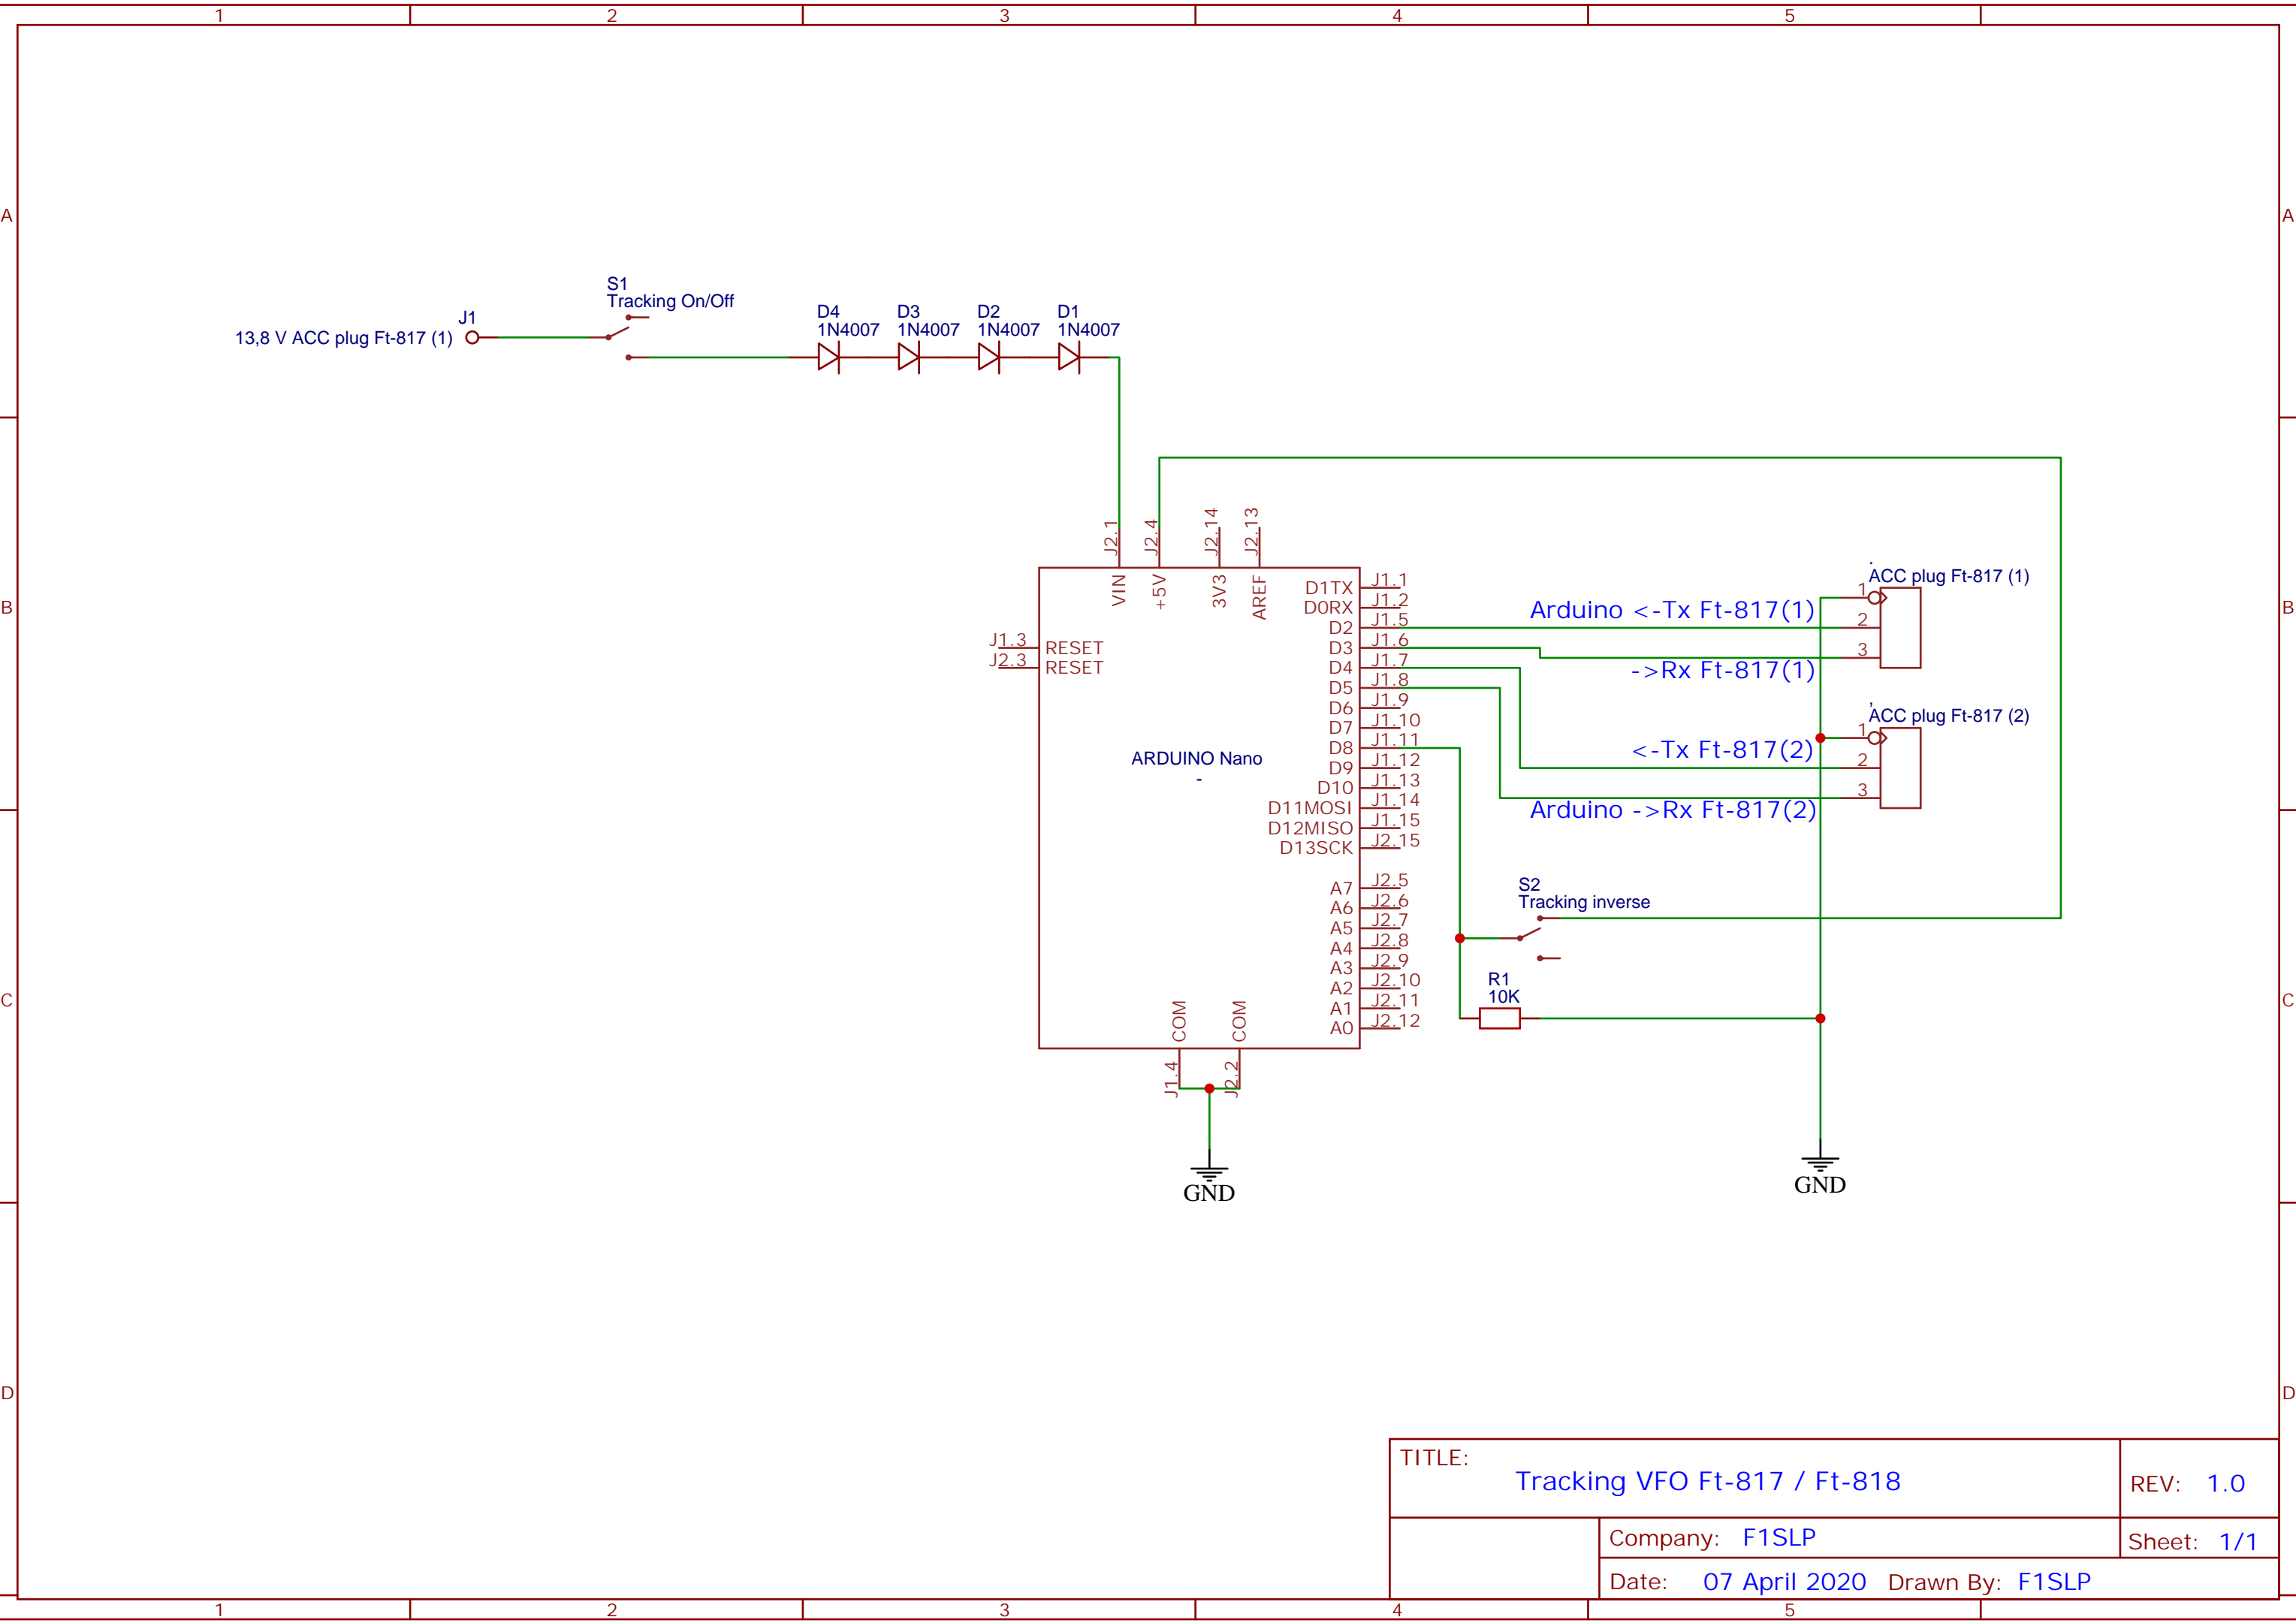 1 2 3 4 5
A A
S1
Tracking On/Off
J1
13,8 V ACC plug Ft-817 (1)
D4 D3 D2 D1
1N4007 1N4007 1N4007 1N4007
B B
J2.1 J2.4 J2.14 J2.13
VIN +5V 3V3 AREF
J1.3 RESET
J2.3 RESET
ARDUINO Nano
-
D1TX J1.1
D0RX J1.2
D2 J1.5
D3 J1.6
D4 J1.7
D5 J1.8
D6 J1.9
D7 J1.10
D8 J1.11
D9 J1.12
D10 J1.13
D11MOSI J1.14
D12MISO J1.15
D13SCK J2.15
A7 J2.5
A6 J2.6
A5 J2.7
A4 J2.8
A3 J2.9
A2 J2.10
A1 J2.11
A0 J2.12
COM COM
J1.4 J2.2
GND
.
ACC plug Ft-817 (1)
1
Arduino <-Tx Ft-817(1) 2
3
->Rx Ft-817(1)
,
ACC plug Ft-817 (2)
1
<-Tx Ft-817(2) 2
3
Arduino ->Rx Ft-817(2)
S2
Tracking inverse
C C
R1
10K
GND
D D
TITLE:
Tracking VFO Ft-817 / Ft-818
REV: 1.0
Company: F1SLP
Sheet: 1/1
Date: 07 April 2020 Drawn By: F1SLP
1 2 3 4 5